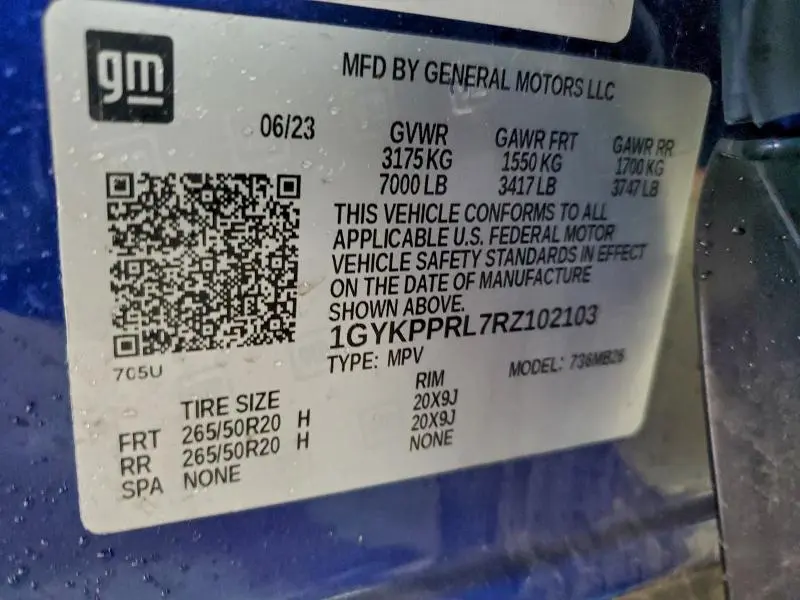 gm
MFD BY GENERAL MOTORS LLC
06/23
GVWR GAWR FRT GAWR RR
3175 KG 1550 KG 1700 KG
7000 LB 3417 LB 3747 LB
THIS VEHICLE CONFORMS TO ALL
APPLICABLE U.S. FEDERAL MOTOR
VEHICLE SAFETY STANDARDS IN EFFECT
ON THE DATE OF MANUFACTURE
SHOWN ABOVE.
1GYKPPRL7RZ102103
705U
TYPE: MPV MODEL: 736MB26
TIRE SIZE RIM
FRT 265/50R20 H 20X9J
RR 265/50R20 H 20X9J
SPA NONE NONE